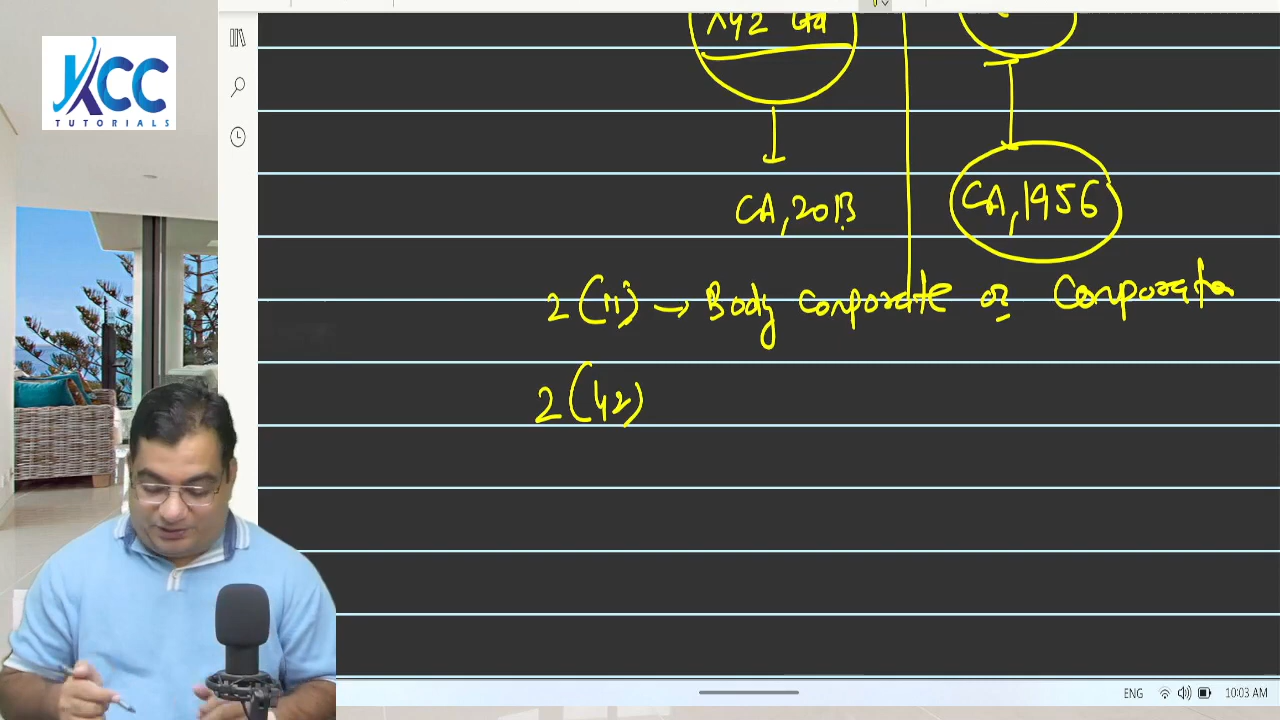 KCC
TUTORIALS
XYZ Ltd
CA, 2013
CA, 1956
2(11) → Body corporate or Corporation
2(42)
ENG
10:03 AM